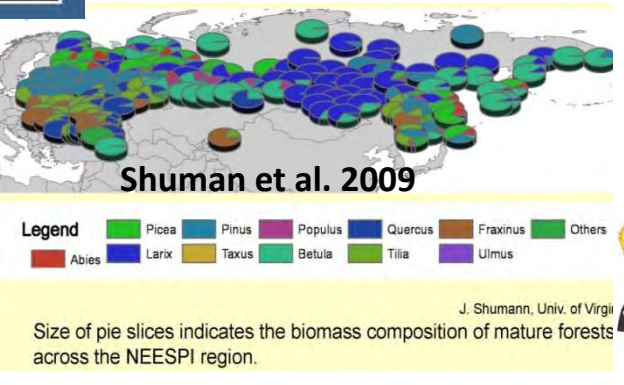 Shuman et al. 2009
Legend
Picea Pinus Populus Quercus Fraxinus Others
Abies Larix Taxus Betula Tilia Ulmus
J. Shumann, Univ. of Virgi
Size of pie slices indicates the biomass composition of mature forests
across the NEESPI region.